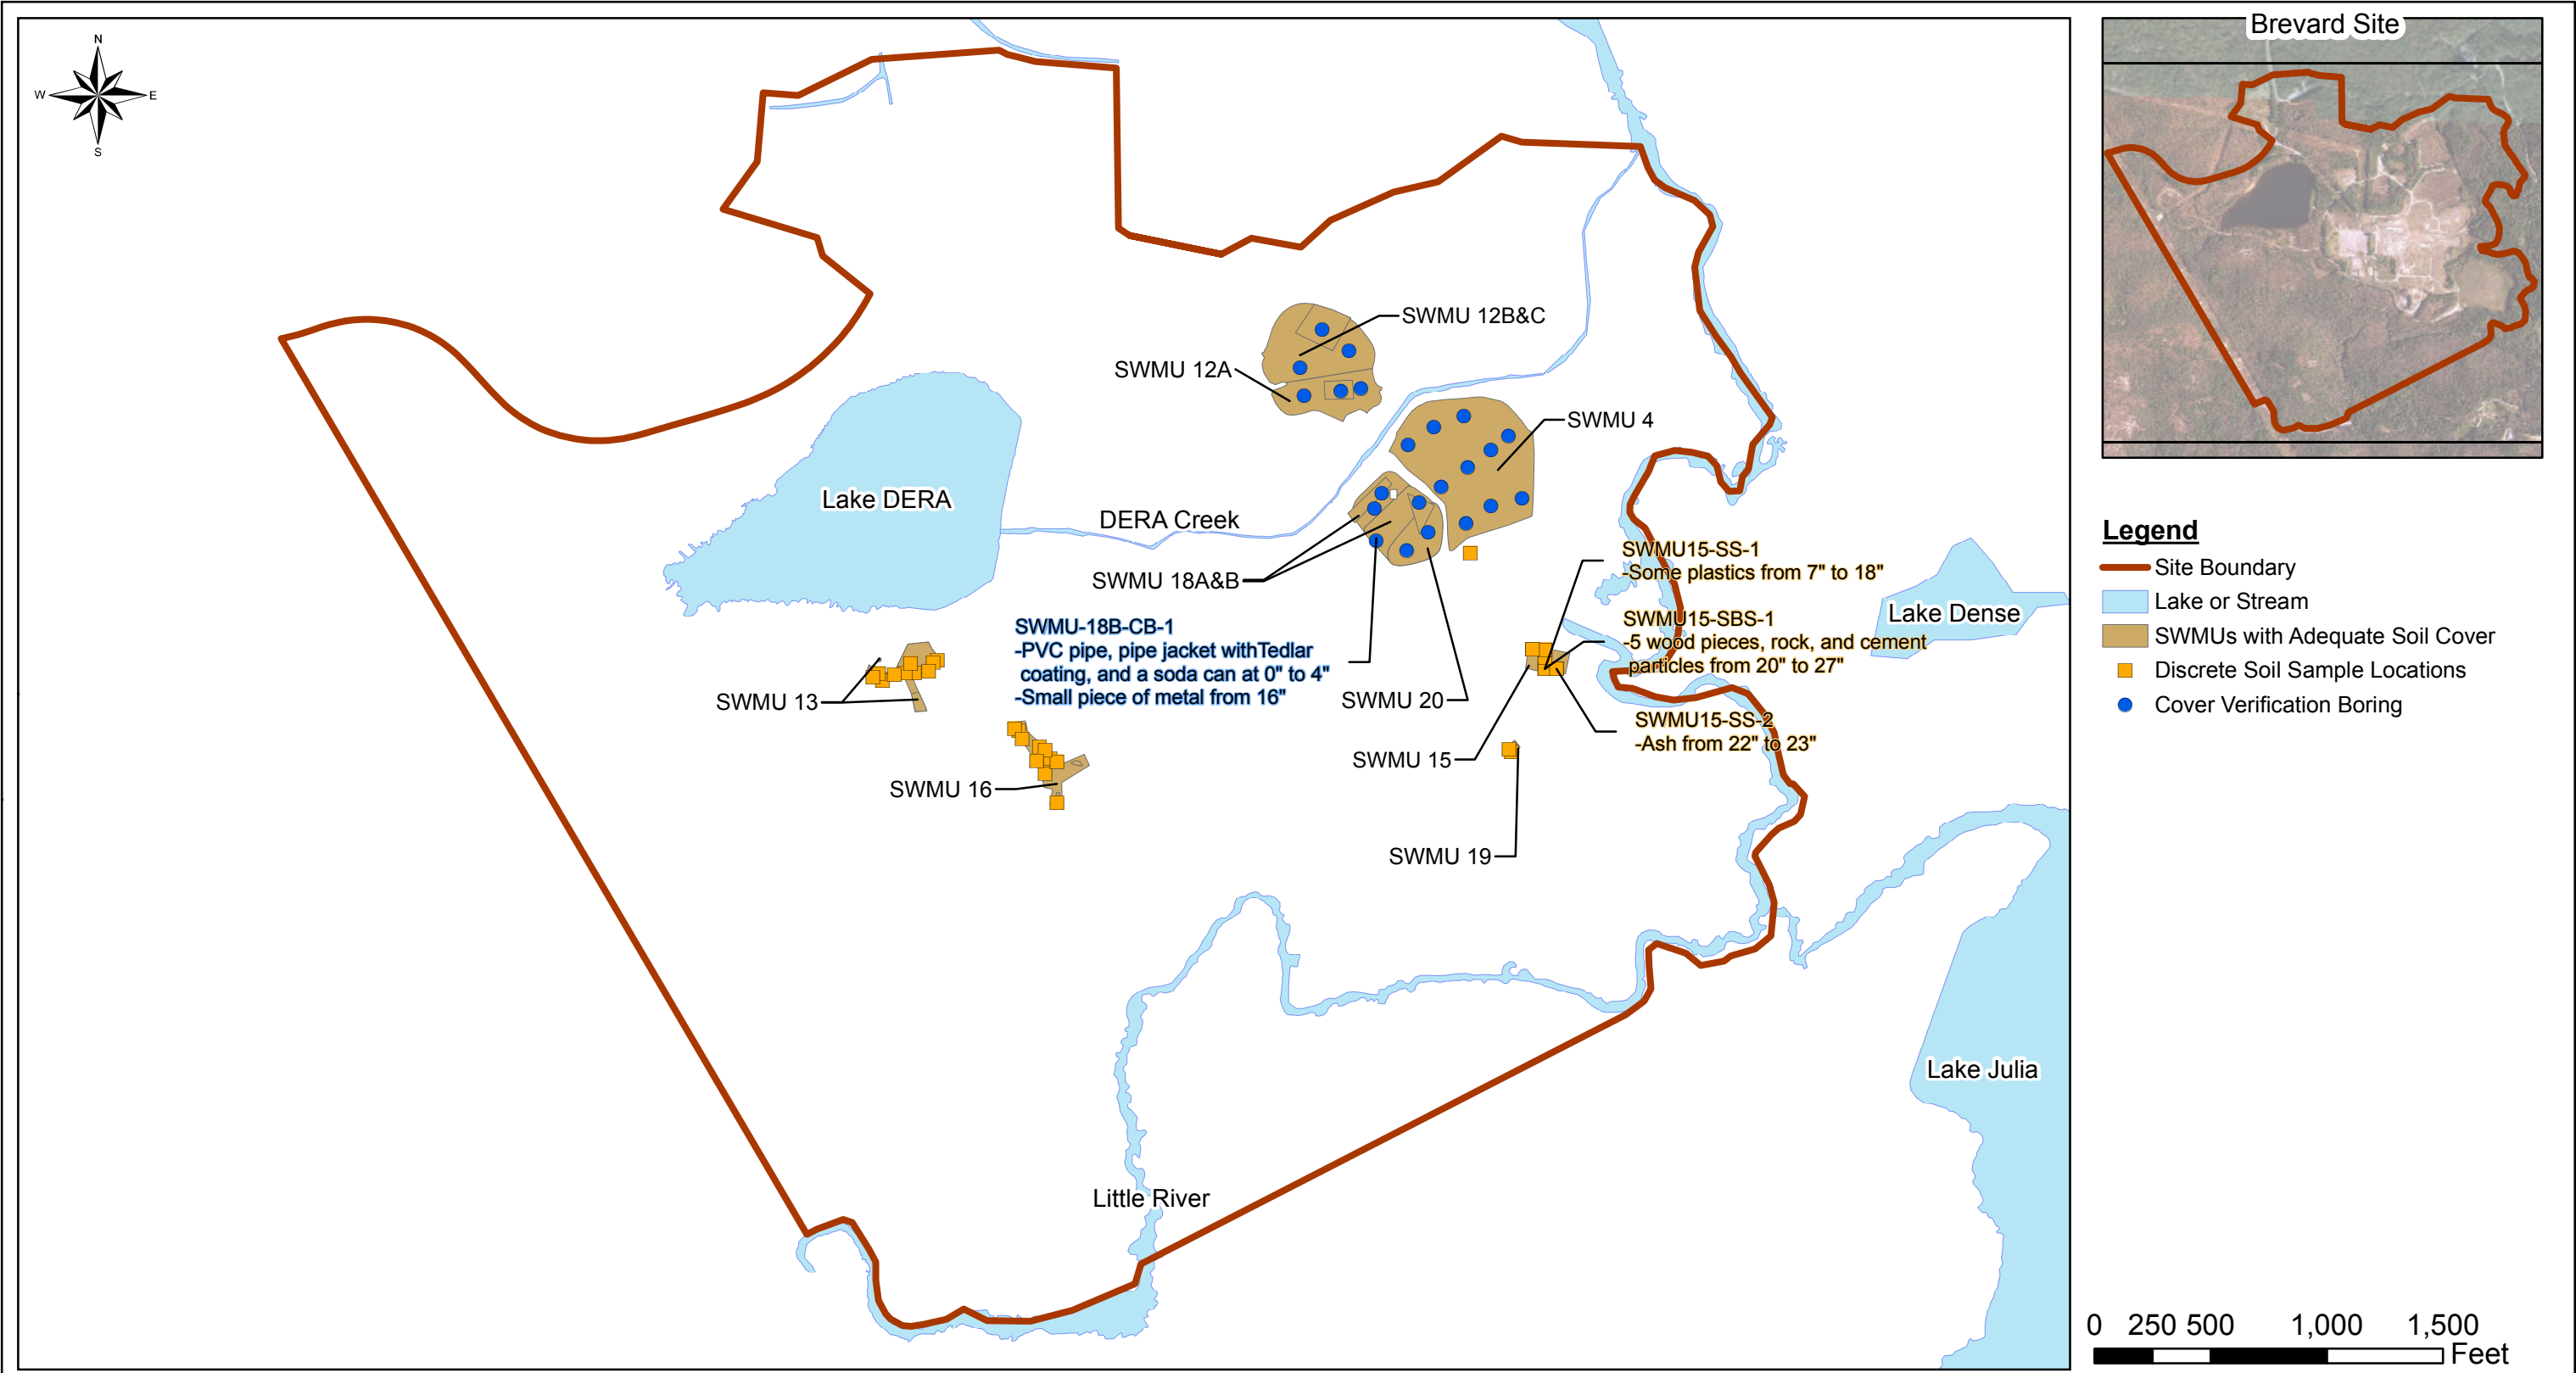 N
W E
S
Brevard Site
SWMU 12B&C
SWMU 12A
SWMU 4
Lake DERA
DERA Creek
SWMU 18A&B
SWMU15-SS-1
-Some plastics from 7" to 18"
Lake Dense
SWMU15-SBS-1
-5 wood pieces, rock, and cement
particles from 20" to 27"
SWMU-18B-CB-1
-PVC pipe, pipe jacket withTedlar
coating, and a soda can at 0" to 4"
-Small piece of metal from 16"
SWMU 13
SWMU 20
SWMU15-SS-2
-Ash from 22" to 23"
SWMU 15
SWMU 16
SWMU 19
Lake Julia
Little River
Legend
Site Boundary
Lake or Stream
SWMUs with Adequate Soil Cover
Discrete Soil Sample Locations
Cover Verification Boring
0 250 500 1,000 1,500
Feet